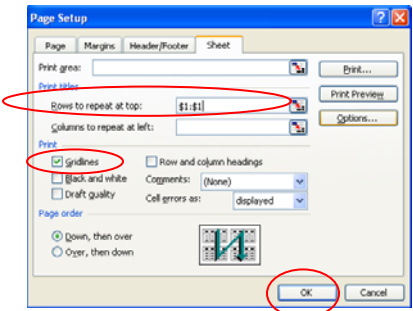 Page Setup
Page Margins Header/Footer Sheet
Print area:
Print...
Print titles
Print Preview
Rows to repeat at top: $1:$1
Columns to repeat at left:
Options...
Print
Gridlines Row and column headings
Black and white Comments: (None)
Draft quality Cell errors as: displayed
Page order
Down, then over
Over, then down
OK Cancel